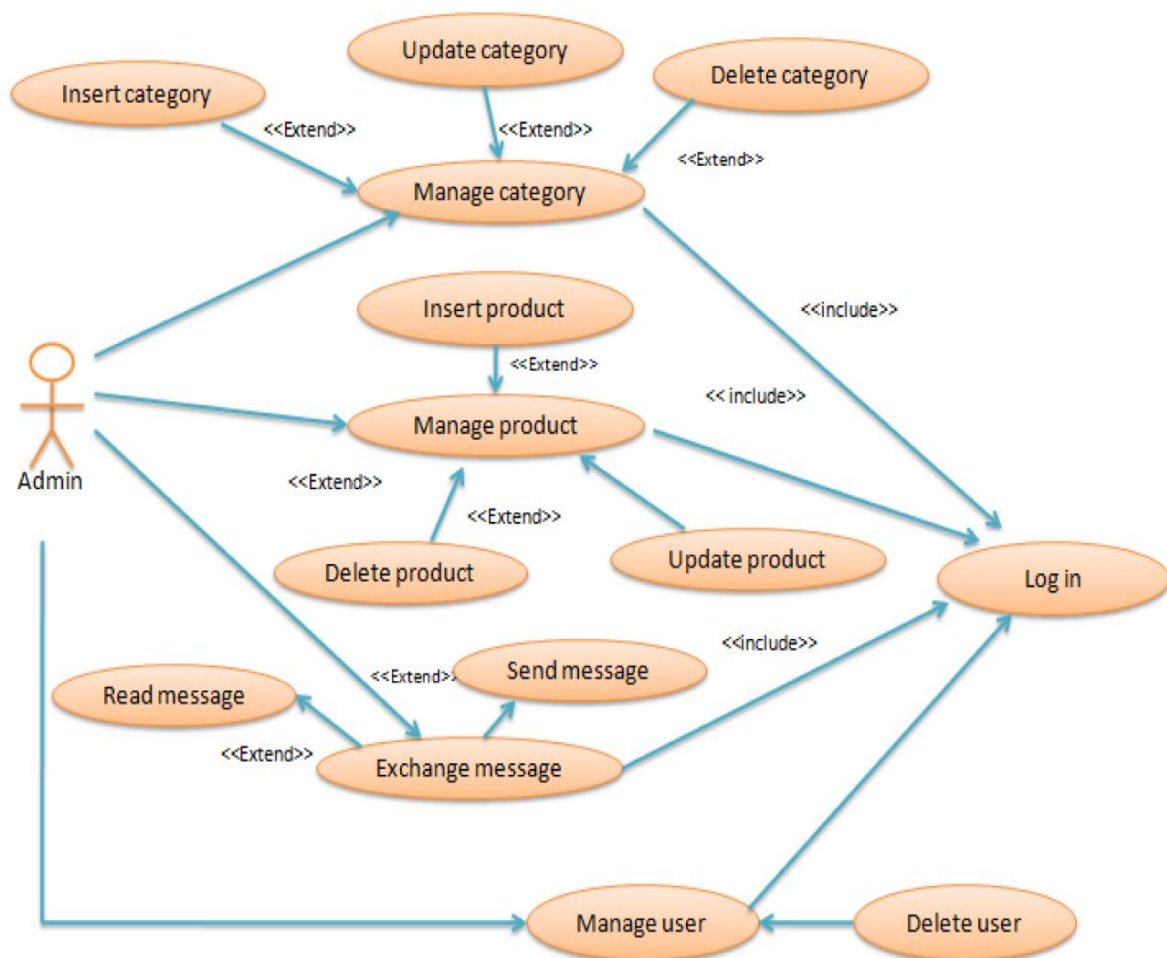 Update category
Delete category
Insert category
<<Extend>>
<<Extend>>
<<Extend>>
Manage category
Insert product
<<include>>
<<Extend>>
<< include>>
Manage product
Admin
<<Extend>>
<<Extend>>
Delete product
Update product
Log in
<<include>>
Send message
<<Extend>>
Read message
<<Extend>>
Exchange message
Manage user
Delete user